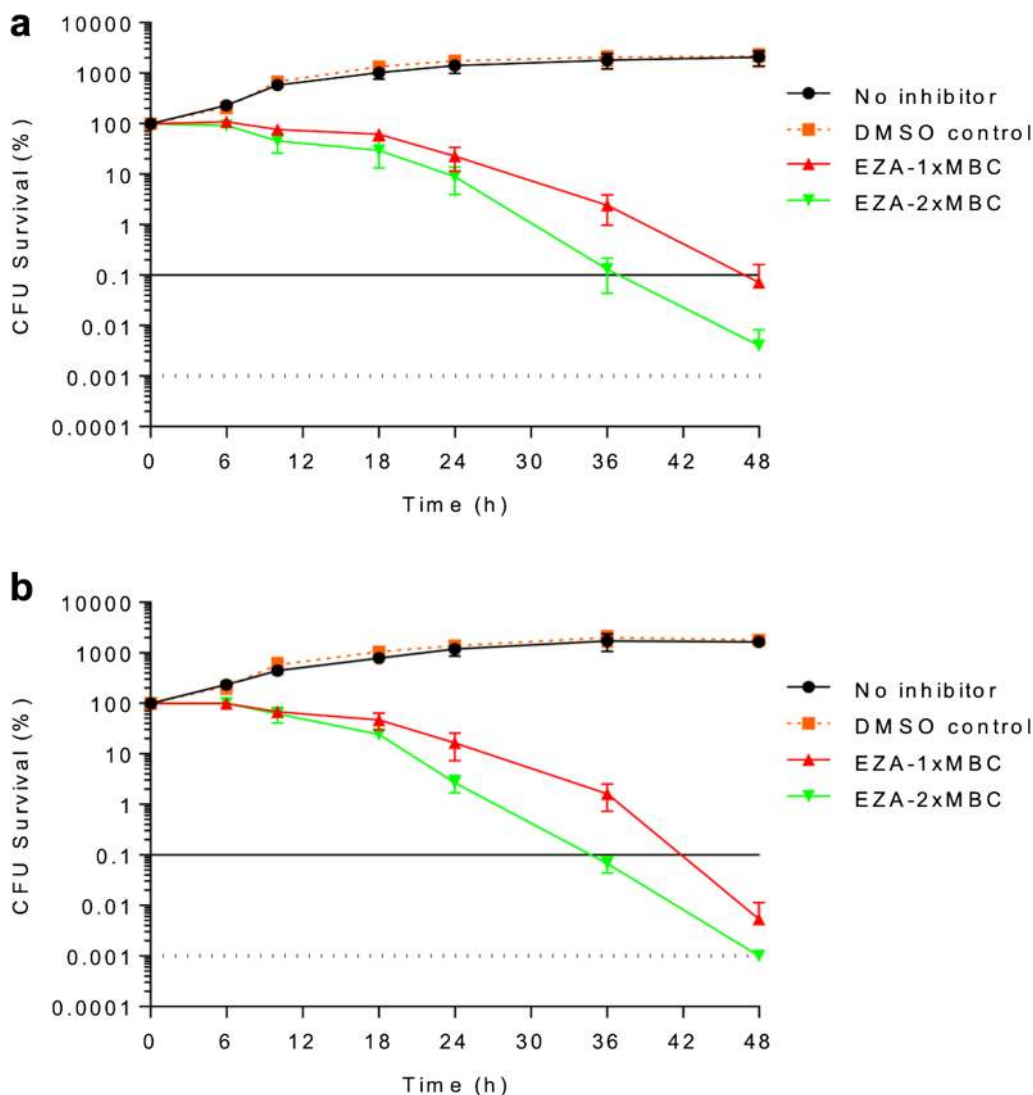 a
CFU Survival (%)
10000
1000
100
10
1
0.1
0.01
0.001
0.0001
0 6 12 18 24 30 36 42 48
Time (h)
No inhibitor
DMSO control
EZA-1xMBC
EZA-2xMBC
b
CFU Survival (%)
10000
1000
100
10
1
0.1
0.01
0.001
0.0001
0 6 12 18 24 30 36 42 48
Time (h)
No inhibitor
DMSO control
EZA-1xMBC
EZA-2xMBC